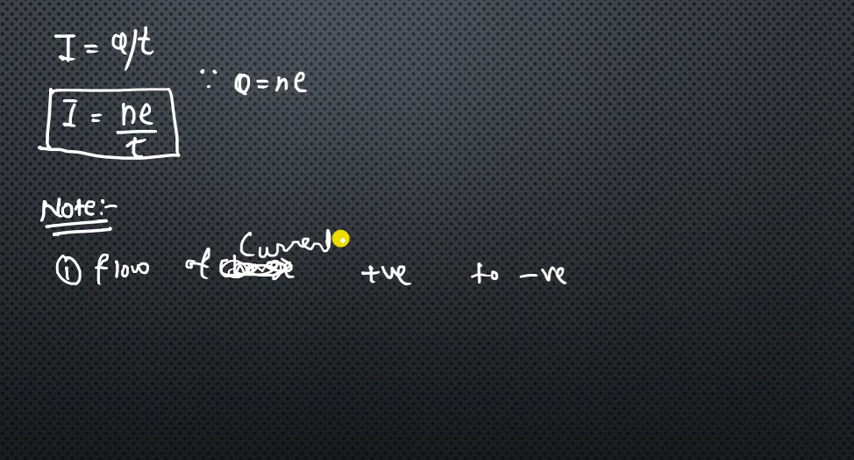 I = Q/t
∵ Q = ne
I = ne/t
Note:-
① flow of Current +ve to -ve